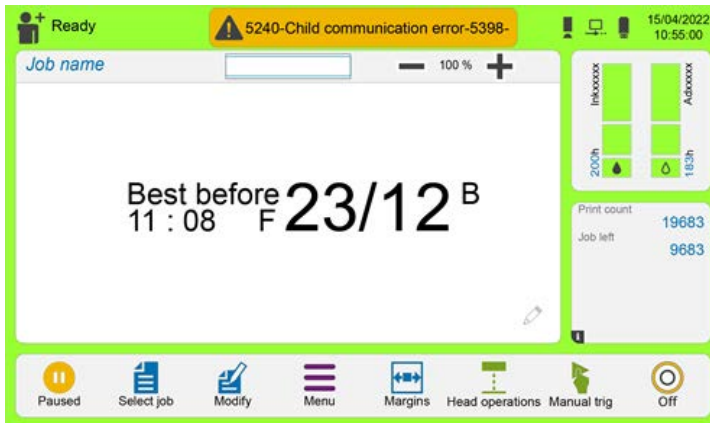 Ready
5240-Child communication error-5398-
15/04/2022
10:55:00
Job name
100 %
Inkxxxxx
Adxxxxx
200h
183h
Best before 23/12 B
11 : 08 F
Print count
19683
Job left
9683
Paused
Select job
Modify
Menu
Margins
Head operations
Manual trig
Off